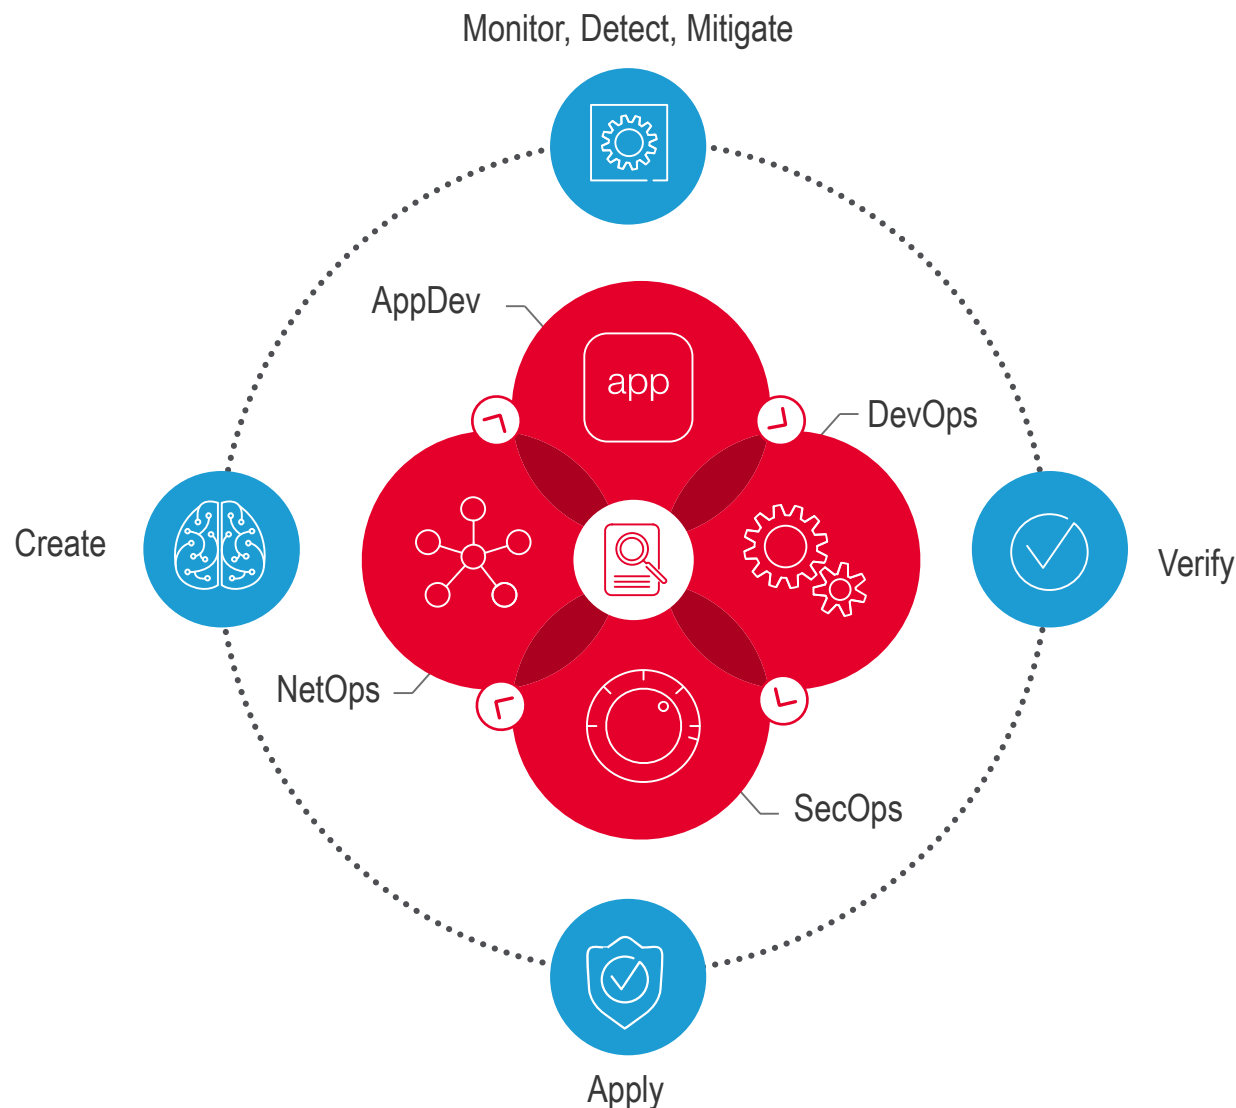 Monitor, Detect, Mitigate
AppDev
app
DevOps
Create
Verify
NetOps
SecOps
Apply